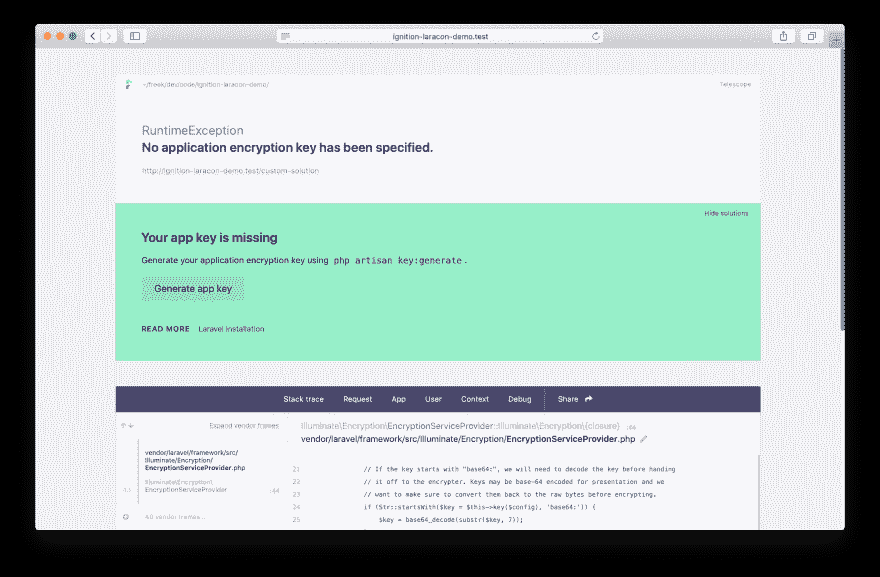 ignition-laracon-demo.test
~/freek/dev/code/ignition-laracon-demo/
Telescope
RuntimeException
No application encryption key has been specified.
http://ignition-laracon-demo.test/custom-solution
Hide solutions
Your app key is missing
Generate your application encryption key using php artisan key:generate.
Generate app key
READ MORE Laravel installation
Stack trace Request App User Context Debug Share
Expand vendor frames
Illuminate\Encryption\EncryptionServiceProvider::Illuminate\Encryption\{closure} :66
vendor/laravel/framework/src/Illuminate/Encryption/EncryptionServiceProvider.php
vendor/laravel/framework/src/
Illuminate/Encryption/
EncryptionServiceProvider.php
Illuminate\Encryption\
EncryptionServiceProvider :44
40 vendor frames…
21 // If the key starts with "base64:", we will need to decode the key before handing
22 // it off to the encrypter. Keys may be base-64 encoded for presentation and we
23 // want to make sure to convert them back to the raw bytes before encrypting.
24 if (Str::startsWith($key = $this->key($config), 'base64:')) {
25 $key = base64_decode(substr($key, 7));